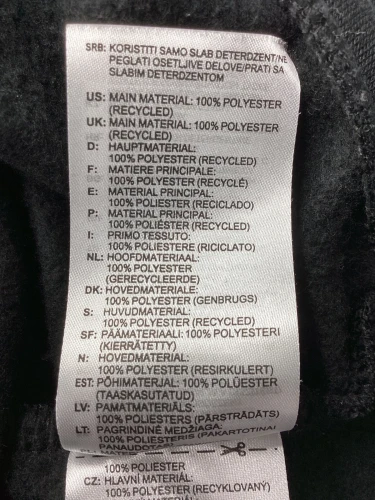 SRB: KORISTITI SAMO SLAB DETERDZENT/NE
PEGLATI OSETLJIVE DELOVE/PRATI SA
SLABIM DETERDZENTOM
US: MAIN MATERIAL: 100% POLYESTER
(RECYCLED)
UK: MAIN MATERIAL: 100% POLYESTER
(RECYCLED)
D: HAUPTMATERIAL:
100% POLYESTER (RECYCLED)
F: MATIERE PRINCIPALE:
100% POLYESTER (RECYCLÉ)
E: MATERIAL PRINCIPAL:
100% POLIESTER (RECICLADO)
P: MATERIAL PRINCIPAL:
100% POLIÉSTER (RECYCLED)
I: PRIMO TESSUTO:
100% POLIESTERE (RICICLATO)
NL: HOOFDMATERIAAL:
100% POLYESTER
(GERECYCLEERDE)
DK: HOVEDMATERIALE:
100% POLYESTER (GENBRUGS)
S: HUVUDMATERIAL:
100% POLYESTER (RECYCLED)
SF: PÄÄMATERIAALI: 100% POLYESTERI
(KIERRÄTETTY)
N: HOVEDMATERIAL:
100% POLYESTER (RESIRKULERT)
EST: PÕHIMATERJAL: 100% POLÜESTER
(TAASKASUTATUD)
LV: PAMATMATERIĀLS:
100% POLIESTERS (PĀRSTRĀDĀTS)
LT: PAGRINDINĖ MEDŽIAGA:
100% POLIESTERIS (PAKARTOTINAI
PANAUDOTAS)
100% POLIESTER
CZ: HLAVNÍ MATERIÁL:
100% POLYESTER (RECYKLOVANÝ)
MATERIÁL: